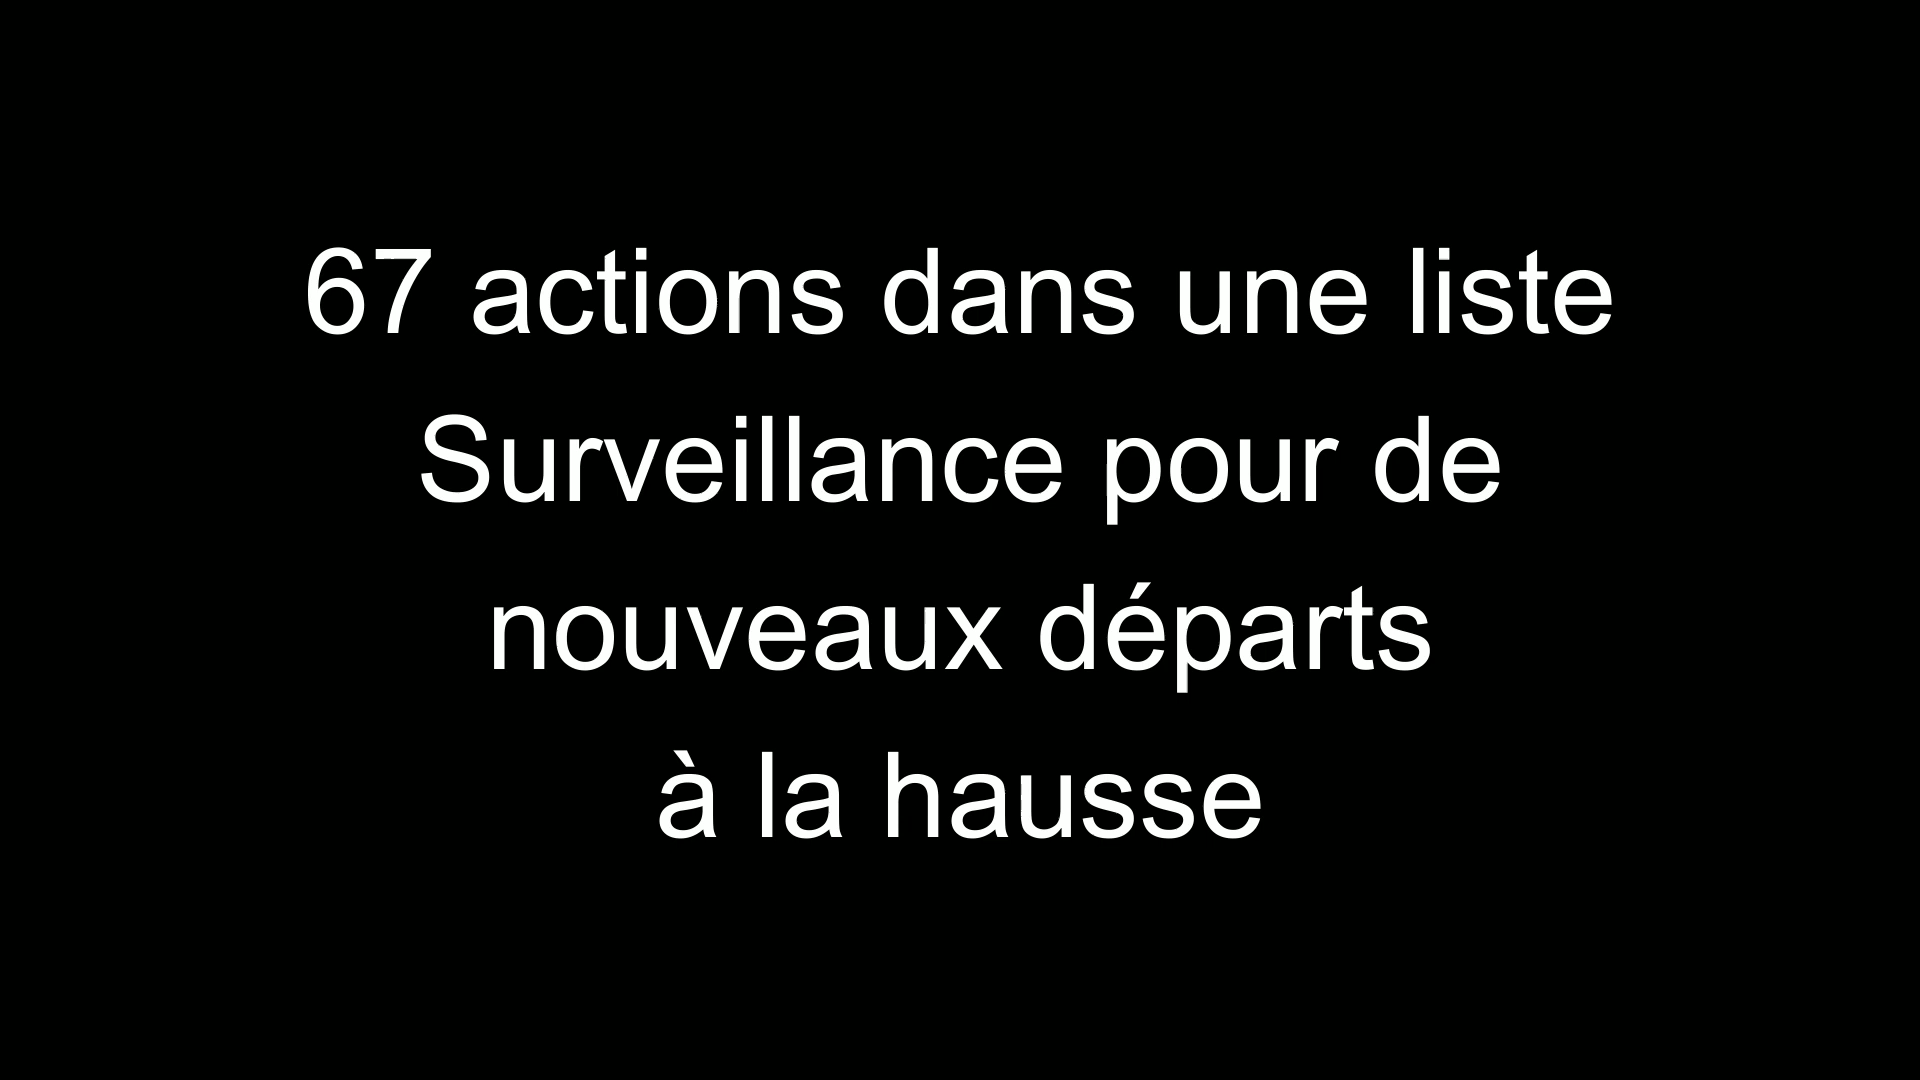 67 actions dans une liste
Surveillance pour de
nouveaux départs
à la hausse